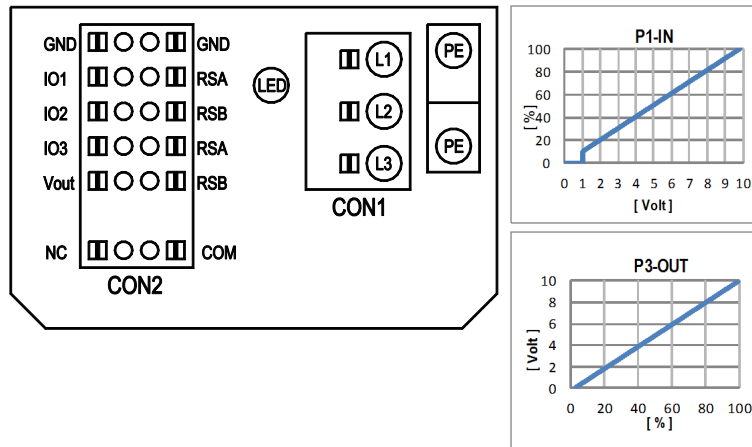 GND GND
IO1 RSA
IO2 RSB
IO3 RSA
Vout RSB
NC COM
CON2
LED
L1
L2
L3
CON1
PE
PE
P1-IN
[ % ]
100
80
60
40
20
0
0 1 2 3 4 5 6 7 8 9 10
[ Volt ]
P3-OUT
[ Volt ]
10
8
6
4
2
0
0 20 40 60 80 100
[ % ]